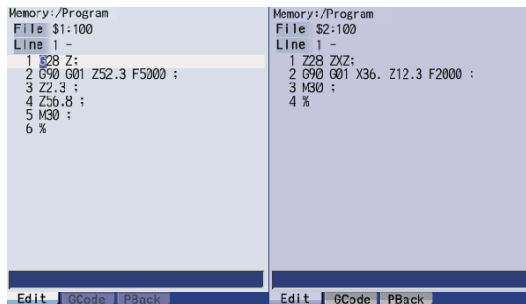 Memory:/Program
File $1:100
Line 1 -
1 G28 Z;
2 G90 G01 Z52.3 F5000 ;
3 Z2.3 ;
4 Z56.8 ;
5 M30 ;
6 %
Edit GCode PBack
Memory:/Program
File $2:100
Line 1 -
1 Z28 ZXZ;
2 G90 G01 X36. Z12.3 F2000 ;
3 M30 ;
4 %
Edit GCode PBack